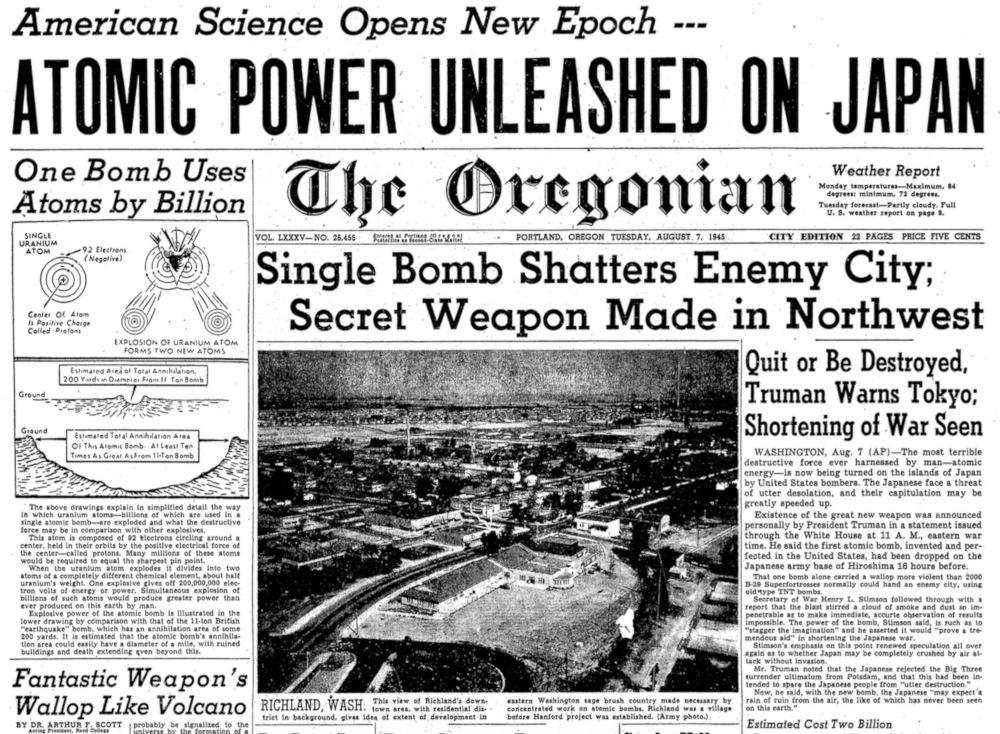 American Science Opens New Epoch ---
ATOMIC POWER UNLEASHED ON JAPAN
One Bomb Uses
Atoms by Billion
SINGLE
URANIUM
ATOM
92 Electrons
(Negative)
Center Of Atom
Is Positive Charge
Called Protons
EXPLOSION OF URANIUM ATOM
FORMS TWO NEW ATOMS
Estimated Area of Total Annihilation,
200 Yards in Diameter From 11 Ton Bomb
Ground
Ground
Estimated Total Annihilation Area
Of This Atomic Bomb--At Least Ten
Times As Great As From 11-Ton Bomb
The above drawings explain in simplified detail the way
in which uranium atoms—billions of which are used in a
single atomic bomb—are exploded and what the destructive
force may be in comparison with other explosives.
This atom is composed of 92 electrons circling around a
center, held in their orbits by the positive electrical force of
the center—called protons. Many millions of these atoms
would be required to equal the sharpest pin point.
When the uranium atom explodes it divides into two
atoms of a completely different chemical element, about half
uranium's weight. One explosive gives off 200,000,000 elec-
tron volts of energy or power. Simultaneous explosion of
billions of such atoms would produce greater power than
ever produced on this earth by man.
Explosive power of the atomic bomb is illustrated in the
lower drawing by comparison with that of the 11-ton British
"earthquake" bomb, which has an annihilation area of some
200 yards. It is estimated that the atomic bomb's annihila-
tion area could easily have a diameter of a mile, with ruined
buildings and death extending even beyond this.
Fantastic Weapon's
Wallop Like Volcano
BY DR. ARTHUR F. SCOTT
Acting President, Reed College
probably be signalized to the
universe by the formation of a
The Oregonian
Weather Report
Monday temperatures—Maximum, 84
degrees; minimum, 72 degrees.
Tuesday forecast—Partly cloudy. Full
U. S. weather report on page 9.
VOL. LXXXV—NO. 26,455
Entered at Portland (Oregon)
Postoffice as Second-Class Matter
PORTLAND, OREGON TUESDAY, AUGUST 7, 1945
CITY EDITION 22 PAGES PRICE FIVE CENTS
Single Bomb Shatters Enemy City;
Secret Weapon Made in Northwest
RICHLAND, WASH. This view of Richland's down-
town area, with residential dis-
trict in background, gives idea of extent of development in
eastern Washington sage brush country made necessary by
concentrated work on atomic bombs. Richland was a village
before Hanford project was established. (Army photo.)
Quit or Be Destroyed,
Truman Warns Tokyo;
Shortening of War Seen
WASHINGTON, Aug. 7 (AP)—The most terrible
destructive force ever harnessed by man—atomic
energy—is now being turned on the islands of Japan
by United States bombers. The Japanese face a threat
of utter desolation, and their capitulation may be
greatly speeded up.
Existence of the great new weapon was announced
personally by President Truman in a statement issued
through the White House at 11 A. M., eastern war
time. He said the first atomic bomb, invented and per-
fected in the United States, had been dropped on the
Japanese army base of Hiroshima 16 hours before.
That one bomb alone carried a wallop more violent than 2000
B-29 Superfortresses normally could hand an enemy city, using
old-type TNT bombs.
Secretary of War Henry L. Stimson followed through with a
report that the blast stirred a cloud of smoke and dust so im-
penetrable as to make immediate, accurte observation of results
impossible. The power of the bomb, Stimson said, is such as to
"stagger the imagination" and he asserted it would "prove a tre-
mendous aid" in shortening the Japanese war.
Stimson's emphasis on this point renewed speculation all over
again as to whether Japan may be completely crushed by air at-
tack without invasion.
Mr. Truman noted that the Japanese rejected the Big Three
surrender ultimatum from Potsdam, and that this had been in-
tended to spare the Japanese people from "utter destruction."
Now, he said, with the new bomb, the Japanese "may expect a
rain of ruin from the air, the like of which has never been seen
on this earth."
Estimated Cost Two Billion